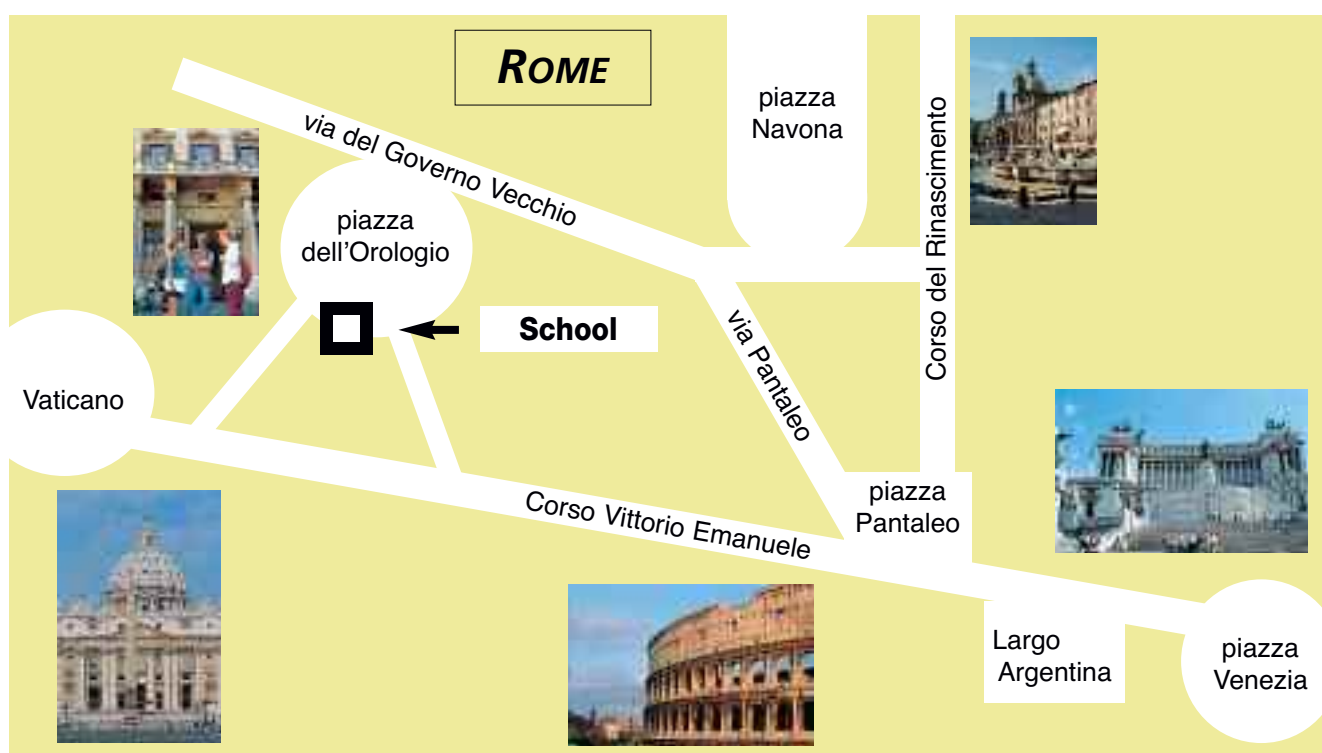 ROME
piazza
Navona
Corso del Rinascimento
via del Governo Vecchio
piazza
dell'Orologio
School
via Pantaleo
Vaticano
piazza
Pantaleo
Corso Vittorio Emanuele
Largo
Argentina
piazza
Venezia